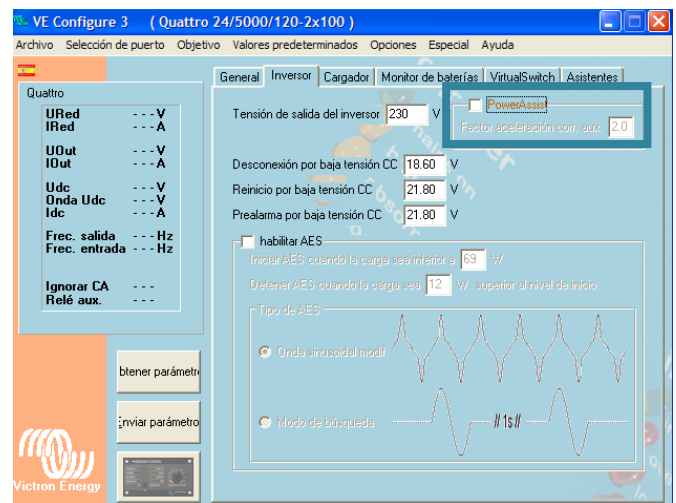 VE Configure 3 ( Quattro 24/5000/120-2x100 )
Archivo Selección de puerto Objetivo Valores predeterminados Opciones Especial Ayuda
General Inversor Cargador Monitor de baterías VirtualSwitch Asistentes
Quattro
URed - - - V
IRed - - - A
UOut - - - V
IOut - - - A
Udc - - - V
Onda Udc - - - V
Idc - - - A
Frec. salida - - - Hz
Frec. entrada - - - Hz
Ignorar CA - - -
Relé aux. - - -
btener parámetr
nviar parámetro
Victron Energy
Tensión de salida del inversor 230 V
PowerAssist
Factor aceleración corr. aux. 2.0
Desconexión por baja tensión CC 18.60 V
Reinicio por baja tensión CC 21.80 V
Prealarma por baja tensión CC 21.80 V
habilitar AES
Iniciar AES cuando la carga sea inferior a 69 W
Detener AES cuando la carga sea 12 W superior al nivel de inicio
Tipo de AES
Onda sinusoidal modif.
Modo de búsqueda //1s//